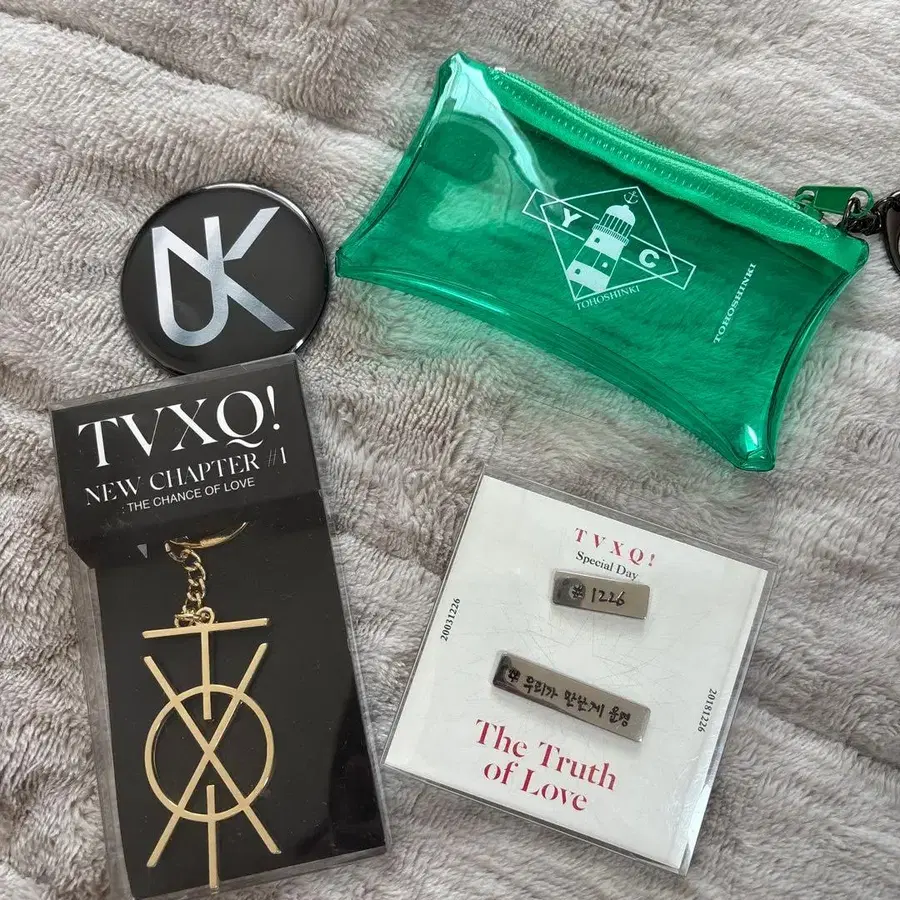 Y C
TOHOSHINKI
TOHOSHINKI
UK
TVXQ!
NEW CHAPTER #1
: THE CHANCE OF LOVE
TVXQ!
Special Day
# 1226
20031226
# 우리가 만난게 운명
20181226
The Truth
of Love